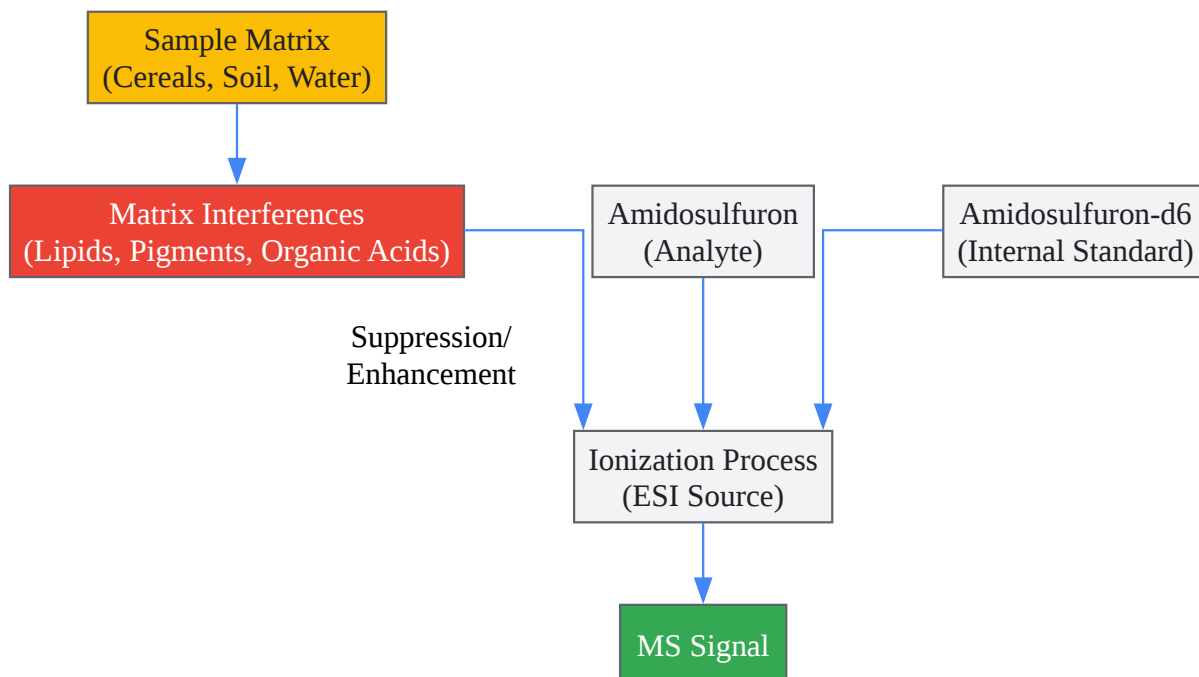 Sample Matrix
(Cereals, Soil, Water)
Matrix Interferences
(Lipids, Pigments, Organic Acids)
Amidosulfuron
(Analyte)
Amidosulfuron-d6
(Internal Standard)
Suppression/
Enhancement
Ionization Process
(ESI Source)
MS Signal